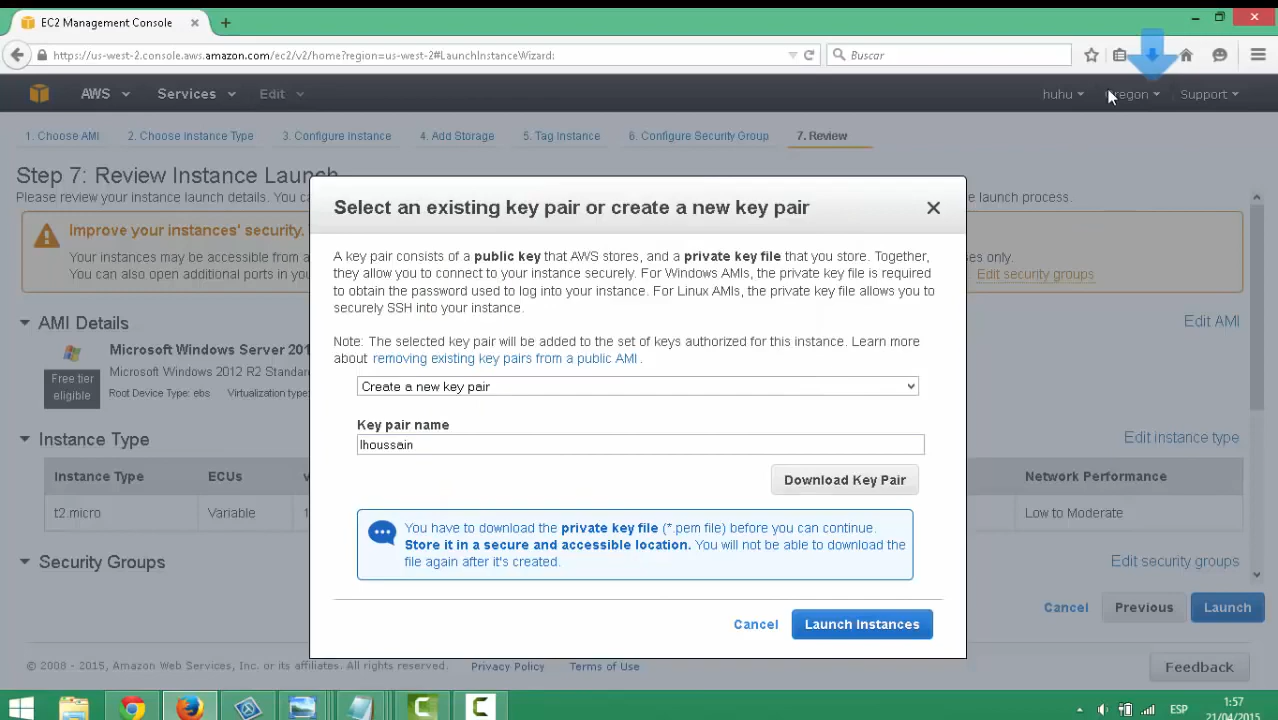 EC2 Management Console
https://us-west-2.console.aws.amazon.com/ec2/v2/home?region=us-west-2#LaunchInstanceWizard:
Buscar
AWS Services Edit huhu Oregon Support
1. Choose AMI 2. Choose Instance Type 3. Configure Instance 4. Add Storage 5. Tag Instance 6. Configure Security Group 7. Review
Step 7: Review Instance Launch
Please review your instance launch details. You ca launch process.
Improve your instances' security.
Your instances may be accessible from a es only.
You can also open additional ports in you Edit security groups
Select an existing key pair or create a new key pair
A key pair consists of a public key that AWS stores, and a private key file that you store. Together,
they allow you to connect to your instance securely. For Windows AMIs, the private key file is required
to obtain the password used to log into your instance. For Linux AMIs, the private key file allows you to
securely SSH into your instance.
Note: The selected key pair will be added to the set of keys authorized for this instance. Learn more
about removing existing key pairs from a public AMI .
Create a new key pair
Key pair name
lhoussain
Download Key Pair
You have to download the private key file (*.pem file) before you can continue.
Store it in a secure and accessible location. You will not be able to download the
file again after it's created.
Cancel Launch Instances
AMI Details Edit AMI
Microsoft Windows Server 201
Microsoft Windows 2012 R2 Standar
Free tier
eligible
Root Device Type: ebs Virtualization type:
Instance Type Edit instance type
Instance Type ECUs v Network Performance
t2.micro Variable 1 Low to Moderate
Security Groups Edit security groups
Cancel Previous Launch
© 2008 - 2015, Amazon Web Services, Inc. or its affiliates. All rights reserved. Privacy Policy Terms of Use Feedback
ESP
1:57
21/04/2015